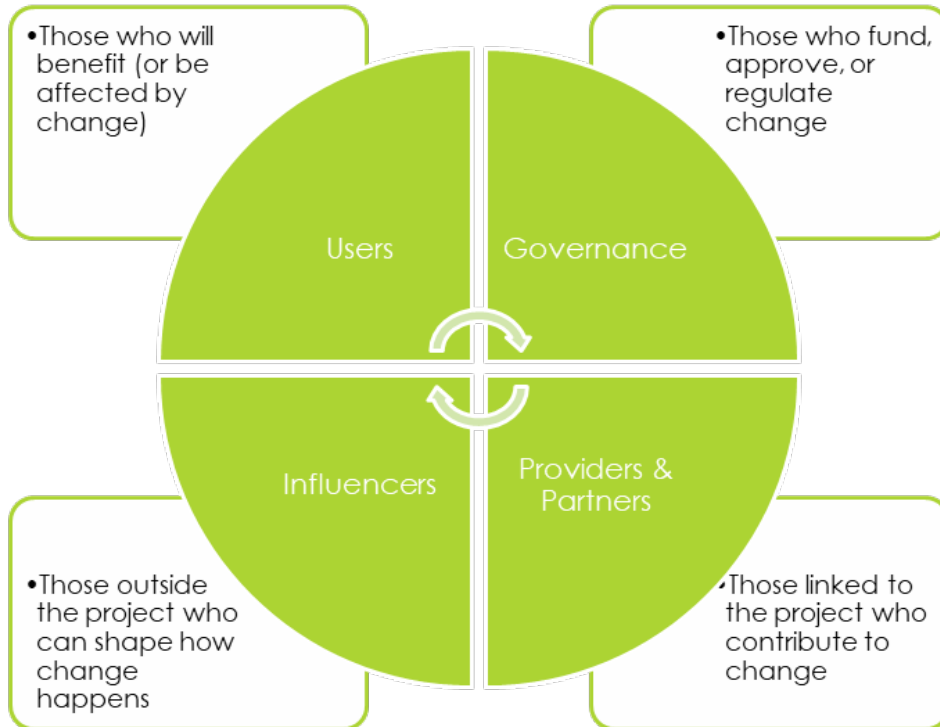 •Those who will
benefit (or be
affected by
change)
•Those who fund,
approve, or
regulate
change
Users
Governance
Influencers
Providers &
Partners
•Those outside
the project who
can shape how
change
happens
•Those linked to
the project who
contribute to
change